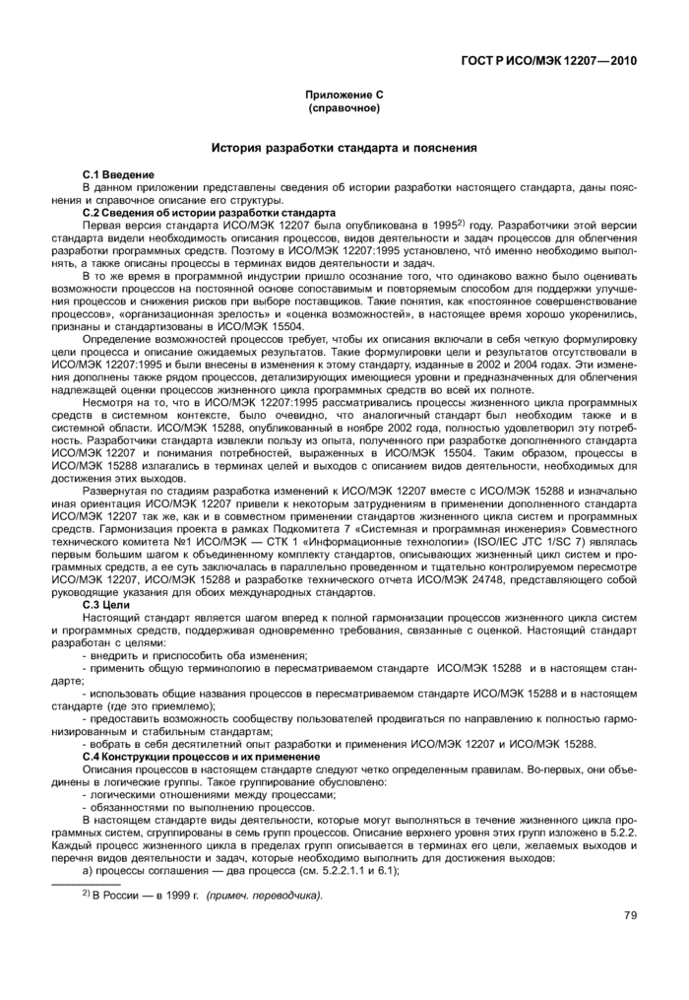 ГОСТ Р ИСО/МЭК 12207—2010
Приложение С
(справочное)
История разработки стандарта и пояснения
С.1 Введение
В данном приложении представлены сведения об истории разработки настоящего стандарта, даны пояс-
нения и справочное описание его структуры.
С.2 Сведения об истории разработки стандарта
Первая версия стандарта ИСО/МЭК 12207 была опубликована в 1995²⁾ году. Разработчики этой версии
стандарта видели необходимость описания процессов, видов деятельности и задач процессов для облегчения
разработки программных средств. Поэтому в ИСО/МЭК 12207:1995 установлено, что́ именно необходимо выпол-
нять, а также описаны процессы в терминах видов деятельности и задач.
В то же время в программной индустрии пришло осознание того, что одинаково важно было оценивать
возможности процессов на постоянной основе сопоставимым и повторяемым способом для поддержки улучше-
ния процессов и снижения рисков при выборе поставщиков. Такие понятия, как «постоянное совершенствование
процессов», «организационная зрелость» и «оценка возможностей», в настоящее время хорошо укоренились,
признаны и стандартизованы в ИСО/МЭК 15504.
Определение возможностей процессов требует, чтобы их описания включали в себя четкую формулировку
цели процесса и описание ожидаемых результатов. Такие формулировки цели и результатов отсутствовали в
ИСО/МЭК 12207:1995 и были внесены в изменения к этому стандарту, изданные в 2002 и 2004 годах. Эти измене-
ния дополнены также рядом процессов, детализирующих имеющиеся уровни и предназначенных для облегчения
надлежащей оценки процессов жизненного цикла программных средств во всей их полноте.
Несмотря на то, что в ИСО/МЭК 12207:1995 рассматривались процессы жизненного цикла программных
средств в системном контексте, было очевидно, что аналогичный стандарт был необходим также и в
системной области. ИСО/МЭК 15288, опубликованный в ноябре 2002 года, полностью удовлетворил эту потреб-
ность. Разработчики стандарта извлекли пользу из опыта, полученного при разработке дополненного стандарта
ИСО/МЭК 12207 и понимания потребностей, выраженных в ИСО/МЭК 15504. Таким образом, процессы в
ИСО/МЭК 15288 излагались в терминах целей и выходов с описанием видов деятельности, необходимых для
достижения этих выходов.
Развернутая по стадиям разработка изменений к ИСО/МЭК 12207 вместе с ИСО/МЭК 15288 и изначально
иная ориентация ИСО/МЭК 12207 привели к некоторым затруднениям в применении дополненного стандарта
ИСО/МЭК 12207 так же, как и в совместном применении стандартов жизненного цикла систем и программных
средств. Гармонизация проекта в рамках Подкомитета 7 «Системная и программная инженерия» Совместного
технического комитета №1 ИСО/МЭК — СТК 1 «Информационные технологии» (ISO/IEC JTC 1/SC 7) являлась
первым большим шагом к объединенному комплекту стандартов, описывающих жизненный цикл систем и про-
граммных средств, а ее суть заключалась в параллельно проведенном и тщательно контролируемом пересмотре
ИСО/МЭК 12207, ИСО/МЭК 15288 и разработке технического отчета ИСО/МЭК 24748, представляющего собой
руководящие указания для обоих международных стандартов.
С.3 Цели
Настоящий стандарт является шагом вперед к полной гармонизации процессов жизненного цикла систем
и программных средств, поддерживая одновременно требования, связанные с оценкой. Настоящий стандарт
разработан с целями:
- внедрить и приспособить оба изменения;
- применить общую терминологию в пересматриваемом стандарте ИСО/МЭК 15288 и в настоящем стан-
дарте;
- использовать общие названия процессов в пересматриваемом стандарте ИСО/МЭК 15288 и в настоящем
стандарте (где это приемлемо);
- предоставить возможность сообществу пользователей продвигаться по направлению к полностью гармо-
низированным и стабильным стандартам;
- вобрать в себя десятилетний опыт разработки и применения ИСО/МЭК 12207 и ИСО/МЭК 15288.
С.4 Конструкции процессов и их применение
Описания процессов в настоящем стандарте следуют четко определенным правилам. Во-первых, они объе-
динены в логические группы. Такое группирование обусловлено:
- логическими отношениями между процессами;
- обязанностями по выполнению процессов.
В настоящем стандарте виды деятельности, которые могут выполняться в течение жизненного цикла про-
граммных систем, сгруппированы в семь групп процессов. Описание верхнего уровня этих групп изложено в 5.2.2.
Каждый процесс жизненного цикла в пределах групп описывается в терминах его цели, желаемых выходов и
перечня видов деятельности и задач, которые необходимо выполнить для достижения выходов:
а) процессы соглашения — два процесса (см. 5.2.2.1.1 и 6.1);
²⁾ В России — в 1999 г. (примеч. переводчика).
79